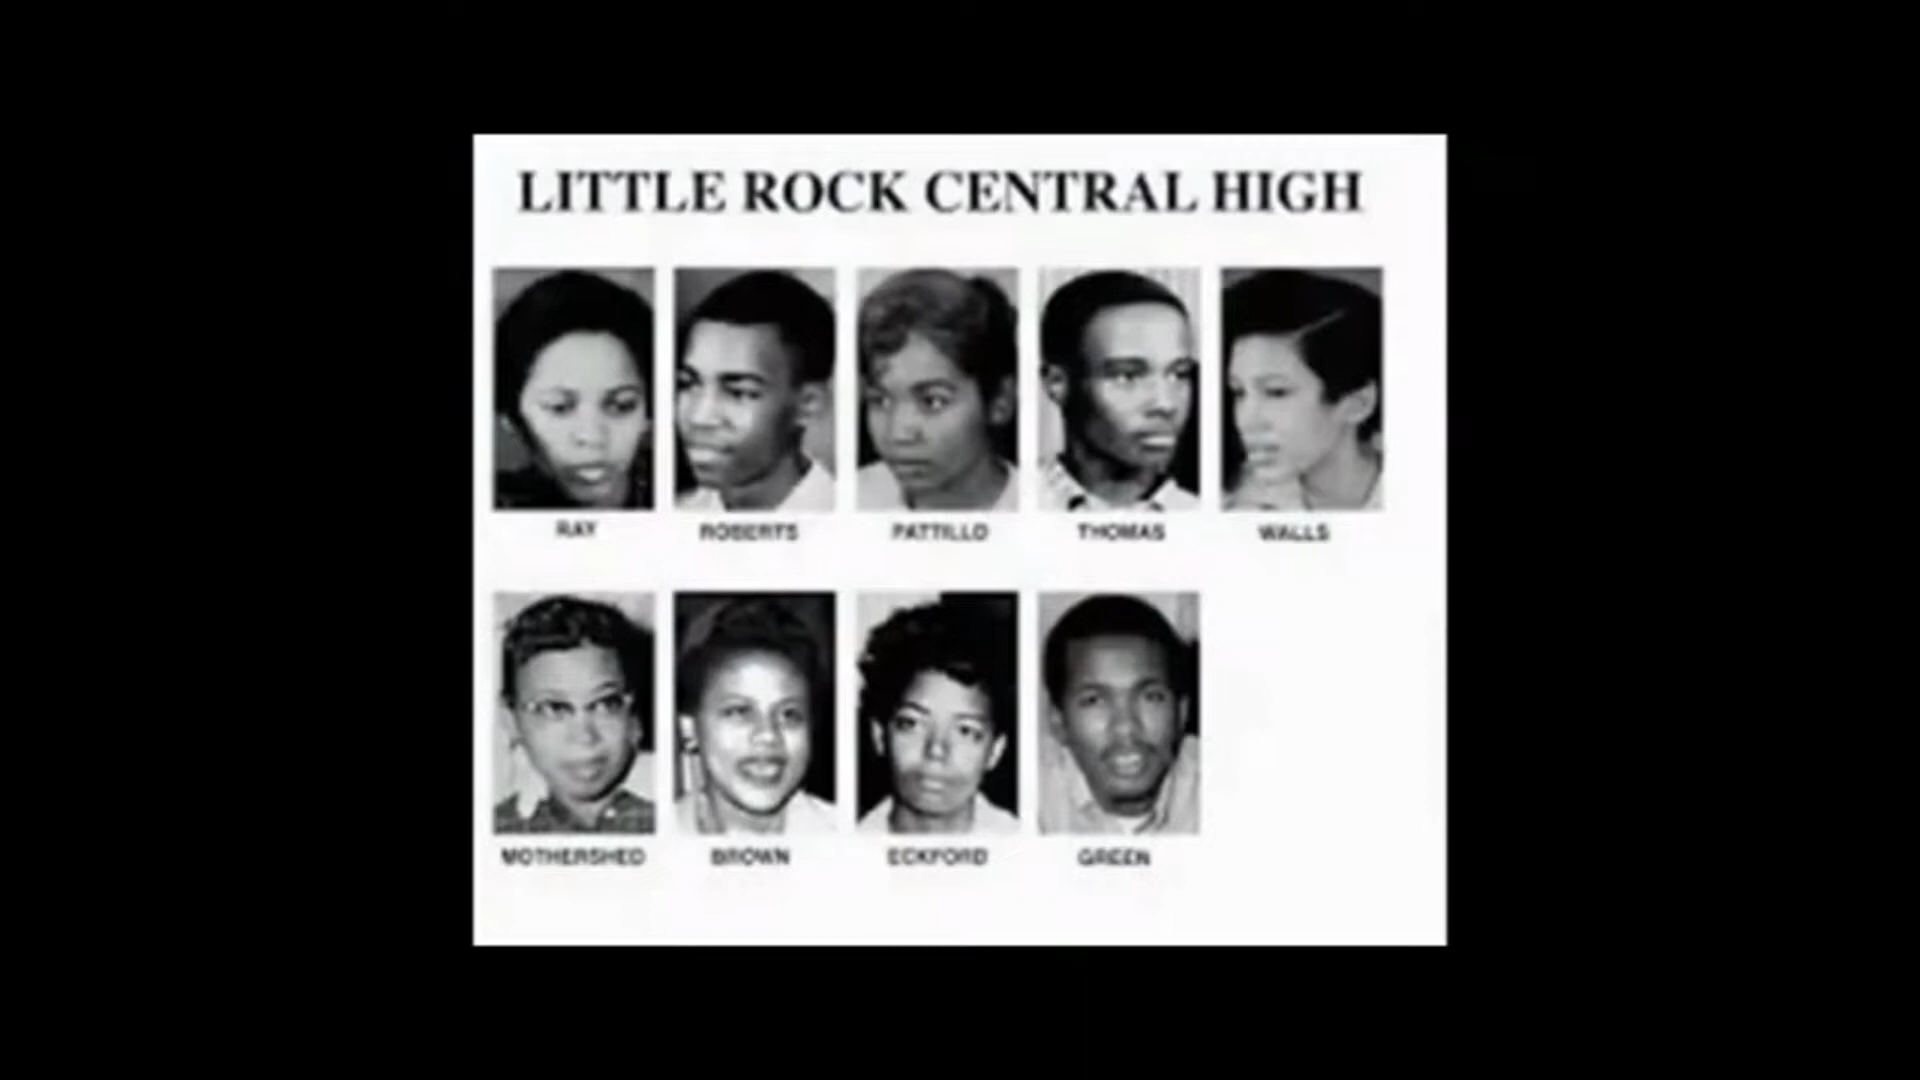 LITTLE ROCK CENTRAL HIGH
RAY ROBERTS PATTILLO THOMAS WALLS
MOTHERSHED BROWN ECKFORD GREEN